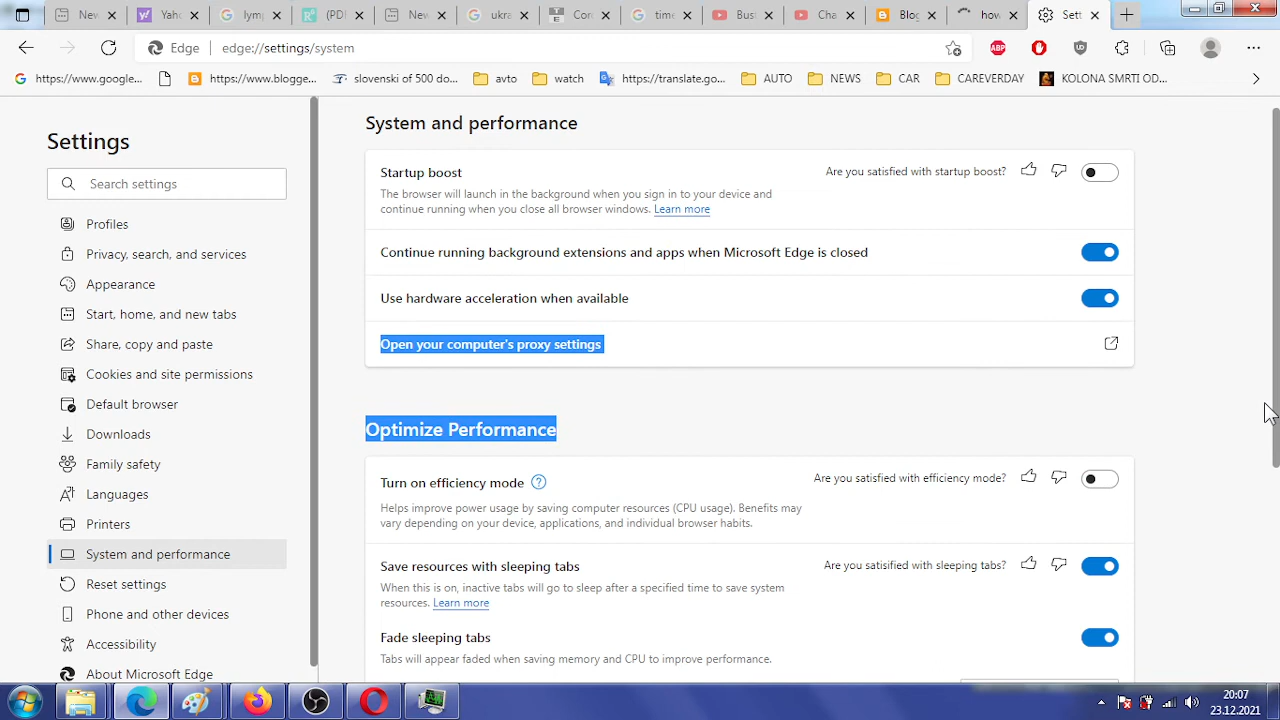 New
Yaho
lymp
(PDF
New
ukra
Coro
time
Busi
Cha
Blog
how
Sett
Edge
edge://settings/system
ABP
UD
https://www.google...
https://www.blogge...
slovenski of 500 do...
avto
watch
https://translate.go...
AUTO
NEWS
CAR
CAREVERDAY
KOLONA SMRTI OD...
Settings
Search settings
Profiles
Privacy, search, and services
Appearance
Start, home, and new tabs
Share, copy and paste
Cookies and site permissions
Default browser
Downloads
Family safety
Languages
Printers
System and performance
Reset settings
Phone and other devices
Accessibility
About Microsoft Edge
System and performance
Startup boost
Are you satisfied with startup boost?
The browser will launch in the background when you sign in to your device and
continue running when you close all browser windows. Learn more
Continue running background extensions and apps when Microsoft Edge is closed
Use hardware acceleration when available
Open your computer's proxy settings
Optimize Performance
Turn on efficiency mode
Are you satisfied with efficiency mode?
Helps improve power usage by saving computer resources (CPU usage). Benefits may
vary depending on your device, applications, and individual browser habits.
Save resources with sleeping tabs
Are you satisfied with sleeping tabs?
When this is on, inactive tabs will go to sleep after a specified time to save system
resources. Learn more
Fade sleeping tabs
Tabs will appear faded when saving memory and CPU to improve performance.
20:07
23.12.2021